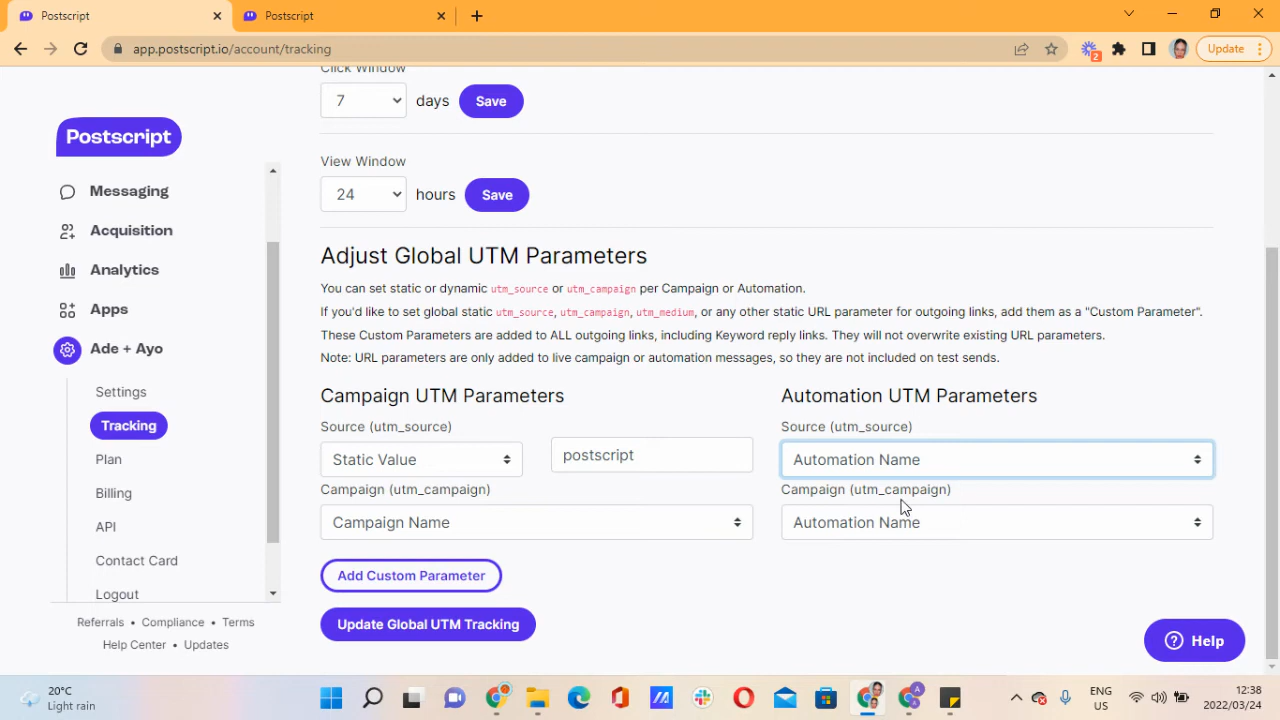 Postscript
Postscript
app.postscript.io/account/tracking
2
Update
Postscript
Messaging
Acquisition
Analytics
Apps
Ade + Ayo
Settings
Tracking
Plan
Billing
API
Contact Card
Logout
Referrals • Compliance • Terms
Help Center • Updates
Click Window
7 days Save
View Window
24 hours Save
Adjust Global UTM Parameters
You can set static or dynamic utm_source or utm_campaign per Campaign or Automation.
If you'd like to set global static utm_source, utm_campaign, utm_medium, or any other static URL parameter for outgoing links, add them as a "Custom Parameter".
These Custom Parameters are added to ALL outgoing links, including Keyword reply links. They will not overwrite existing URL parameters.
Note: URL parameters are only added to live campaign or automation messages, so they are not included on test sends.
Campaign UTM Parameters
Source (utm_source)
Static Value
postscript
Campaign (utm_campaign)
Campaign Name
Automation UTM Parameters
Source (utm_source)
Automation Name
Campaign (utm_campaign)
Automation Name
Add Custom Parameter
Update Global UTM Tracking
Help
20°C
Light rain
ENG
US
12:38
2022/03/24